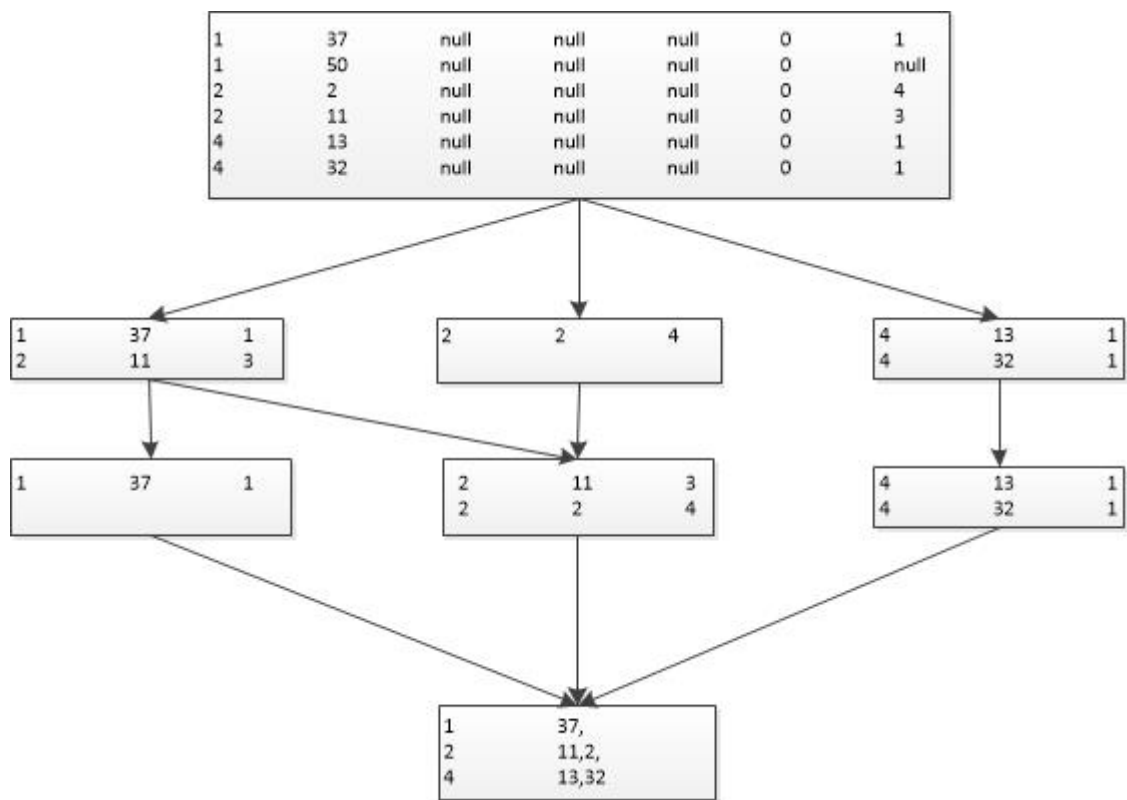 1 37 null null null 0 1
1 50 null null null 0 null
2 2 null null null 0 4
2 11 null null null 0 3
4 13 null null null 0 1
4 32 null null null 0 1
1 37 1
2 11 3
2 2 4
4 13 1
4 32 1
1 37 1
2 11 3
2 2 4
4 13 1
4 32 1
1 37,
2 11,2,
4 13,32